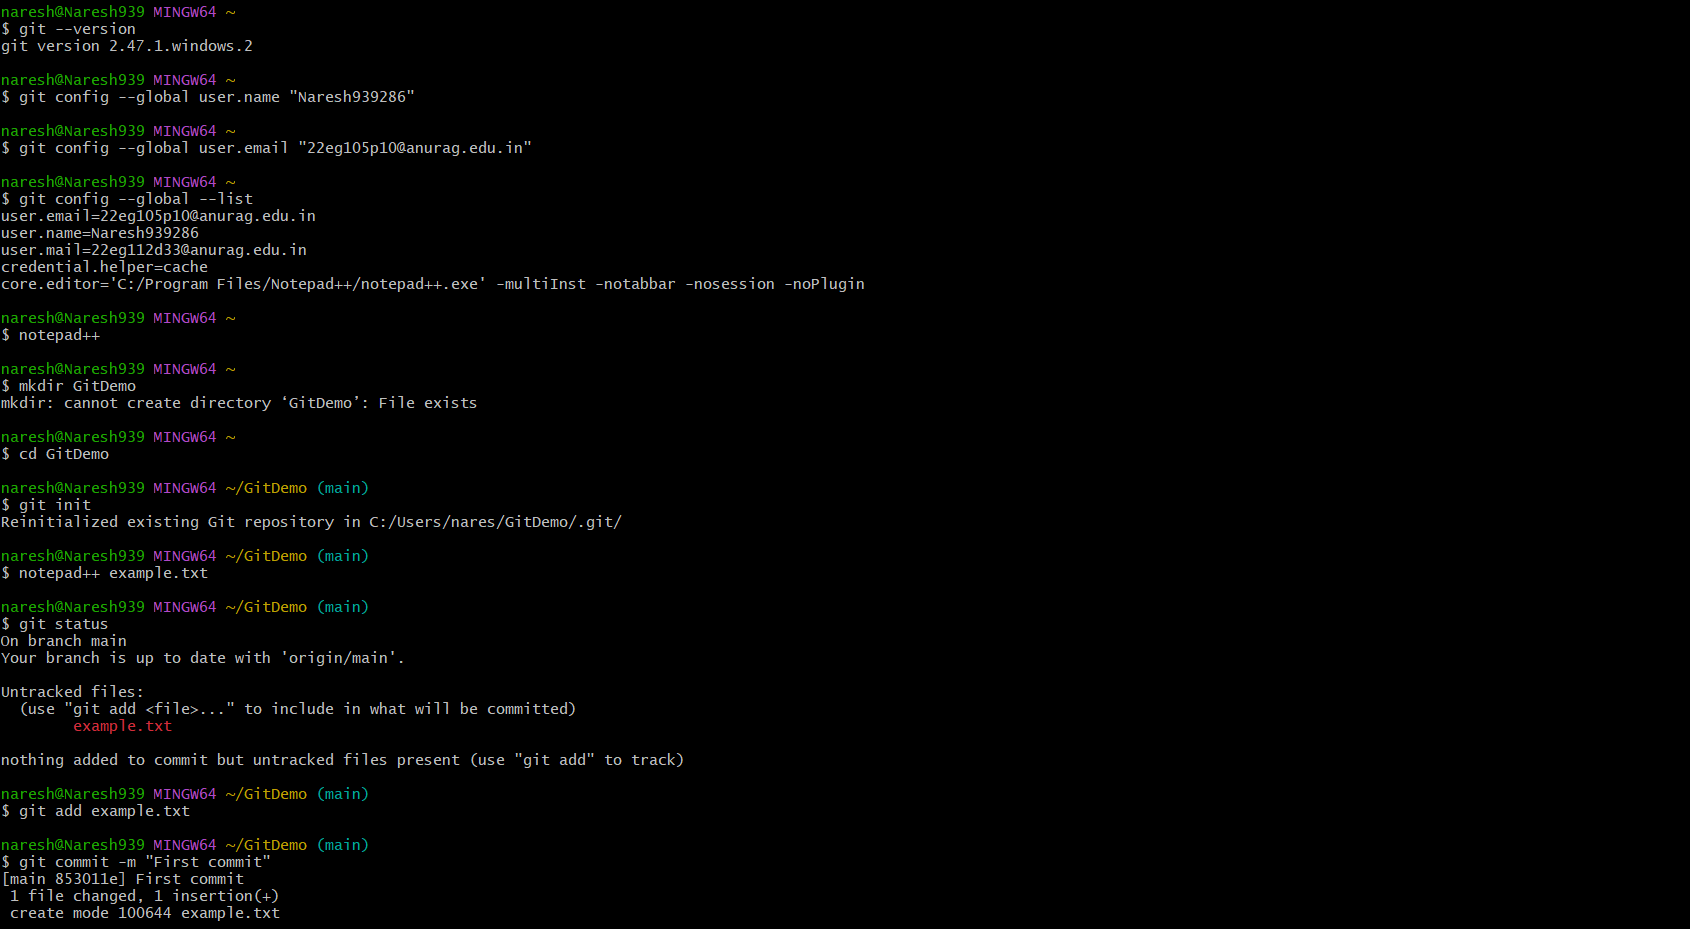 naresh@Naresh939 MINGW64 ~
$ git --version
git version 2.47.1.windows.2
naresh@Naresh939 MINGW64 ~
$ git config --global user.name "Naresh939286"
naresh@Naresh939 MINGW64 ~
$ git config --global user.email "22eg105p10@anurag.edu.in"
naresh@Naresh939 MINGW64 ~
$ git config --global --list
user.email=22eg105p10@anurag.edu.in
user.name=Naresh939286
user.mail=22eg112d33@anurag.edu.in
credential.helper=cache
core.editor='C:/Program Files/Notepad++/notepad++.exe' -multiInst -notabbar -nosession -noPlugin
naresh@Naresh939 MINGW64 ~
$ notepad++
naresh@Naresh939 MINGW64 ~
$ mkdir GitDemo
mkdir: cannot create directory ‘GitDemo’: File exists
naresh@Naresh939 MINGW64 ~
$ cd GitDemo
naresh@Naresh939 MINGW64 ~/GitDemo (main)
$ git init
Reinitialized existing Git repository in C:/Users/nares/GitDemo/.git/
naresh@Naresh939 MINGW64 ~/GitDemo (main)
$ notepad++ example.txt
naresh@Naresh939 MINGW64 ~/GitDemo (main)
$ git status
On branch main
Your branch is up to date with 'origin/main'.
Untracked files:
  (use "git add <file>..." to include in what will be committed)
        example.txt
nothing added to commit but untracked files present (use "git add" to track)
naresh@Naresh939 MINGW64 ~/GitDemo (main)
$ git add example.txt
naresh@Naresh939 MINGW64 ~/GitDemo (main)
$ git commit -m "First commit"
[main 853011e] First commit
 1 file changed, 1 insertion(+)
 create mode 100644 example.txt